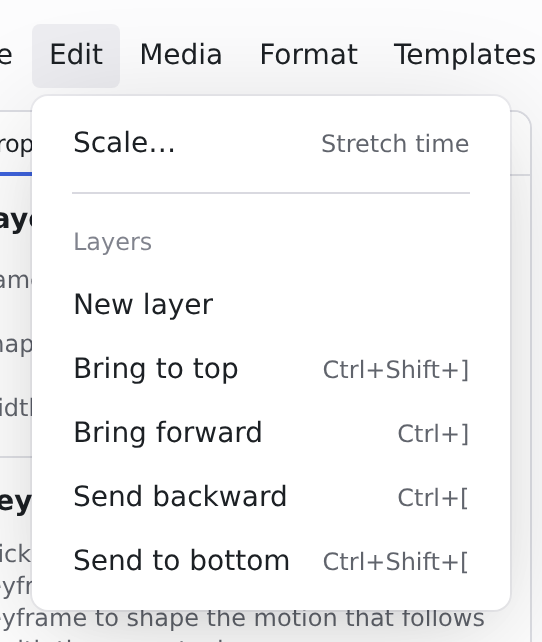 Edit Media Format Templates
Scale... Stretch time
Layers
New layer
Bring to top Ctrl+Shift+]
Bring forward Ctrl+]
Send backward Ctrl+[
Send to bottom Ctrl+Shift+[
to shape the motion that follows